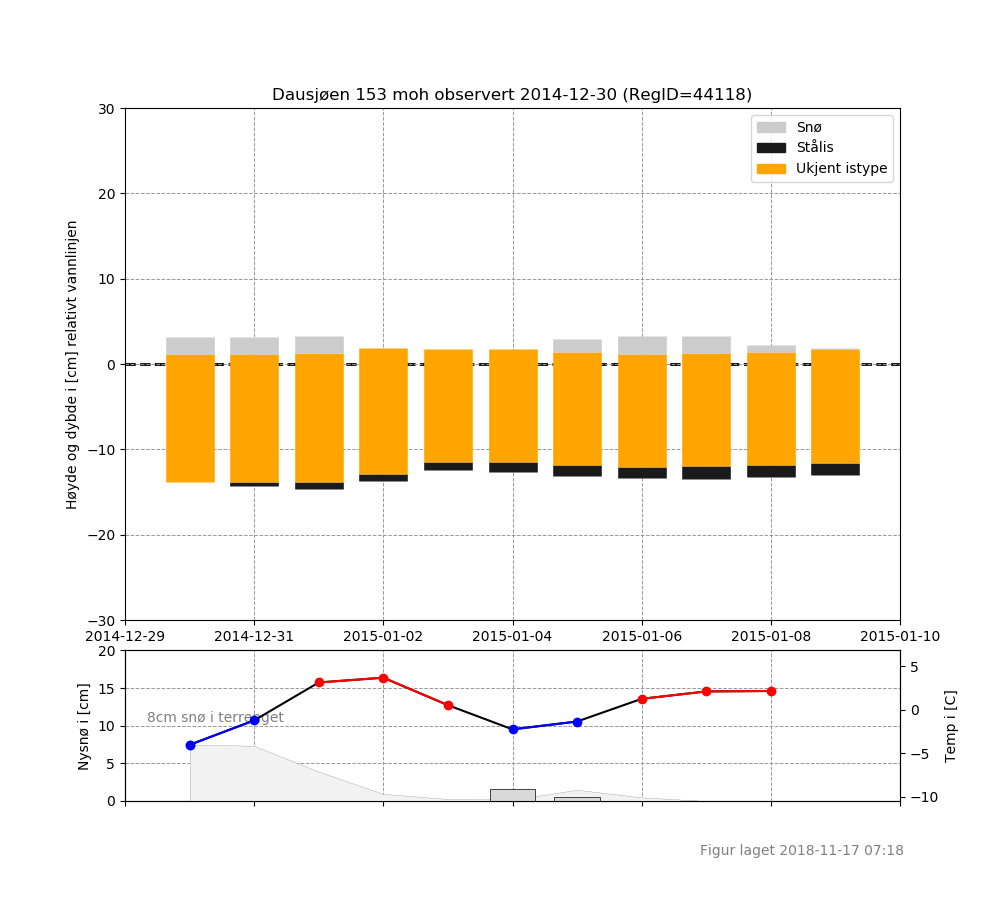 Dausjøen 153 moh observert 2014-12-30 (RegID=44118)
30
20
10
0
−10
−20
−30
Høyde og dybde i [cm] relativt vannlinjen
Snø
Stålis
Ukjent istype
2014-12-29
2014-12-31
2015-01-02
2015-01-04
2015-01-06
2015-01-08
2015-01-10
20
15
10
5
0
Nysnø i [cm]
8cm snø i terrenget
5
0
−5
−10
Temp i [C]
Figur laget 2018-11-17 07:18